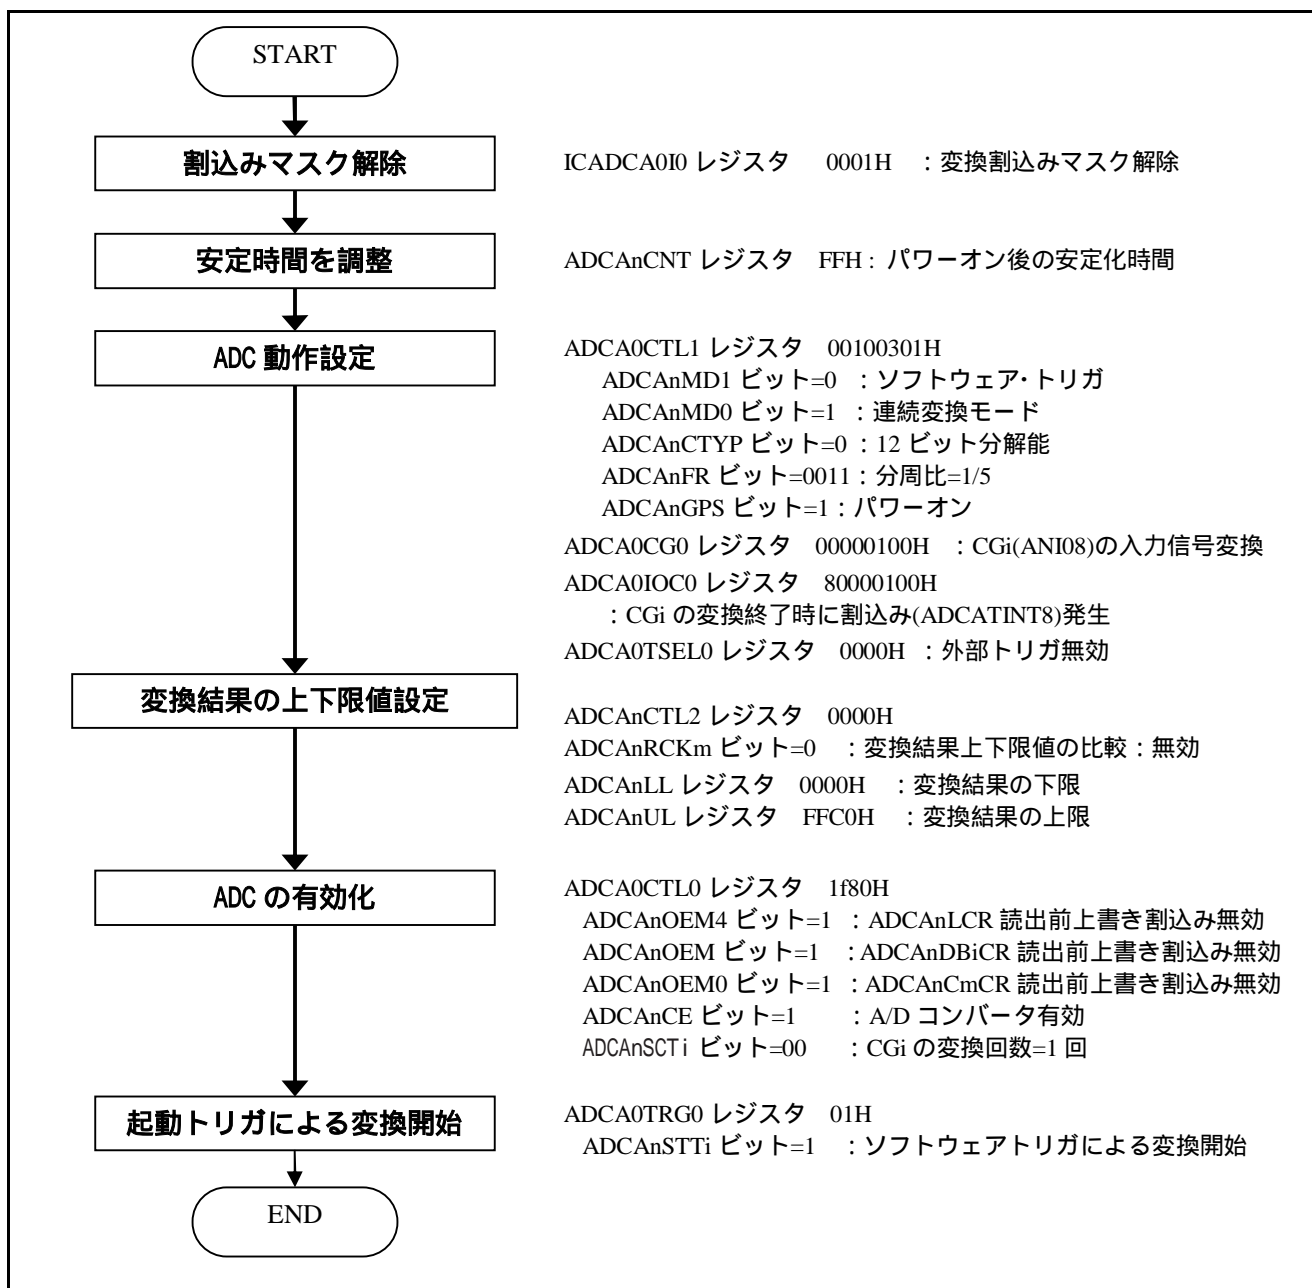 START
割込みマスク解除
ICADCA0I0 レジスタ 0001H ：変換割込みマスク解除
安定時間を調整
ADCAnCNT レジスタ FFH : パワーオン後の安定化時間
ADC 動作設定
ADCA0CTL1 レジスタ 00100301H
ADCAnMD1 ビット=0 ：ソフトウェア・トリガ
ADCAnMD0 ビット=1 ：連続変換モード
ADCAnCTYP ビット=0：12 ビット分解能
ADCAnFR ビット=0011：分周比=1/5
ADCAnGPS ビット=1：パワーオン
ADCA0CG0 レジスタ 00000100H ：CGi(ANI08)の入力信号変換
ADCA0IOC0 レジスタ 80000100H
：CGi の変換終了時に割込み(ADCATINT8)発生
ADCA0TSEL0 レジスタ 0000H ：外部トリガ無効
変換結果の上下限値設定
ADCAnCTL2 レジスタ 0000H
ADCAnRCKm ビット=0 ：変換結果上下限値の比較：無効
ADCAnLL レジスタ 0000H ：変換結果の下限
ADCAnUL レジスタ FFC0H ：変換結果の上限
ADC の有効化
ADCA0CTL0 レジスタ 1f80H
ADCAnOEM4 ビット=1 ：ADCAnLCR 読出前上書き割込み無効
ADCAnOEM ビット=1 ：ADCAnDBiCR 読出前上書き割込み無効
ADCAnOEM0 ビット=1 ：ADCAnCmCR 読出前上書き割込み無効
ADCAnCE ビット=1 ：A/D コンバータ有効
ADCAnSCTi ビット=00 ：CGi の変換回数=1 回
起動トリガによる変換開始
ADCA0TRG0 レジスタ 01H
ADCAnSTTi ビット=1 ：ソフトウェアトリガによる変換開始
END